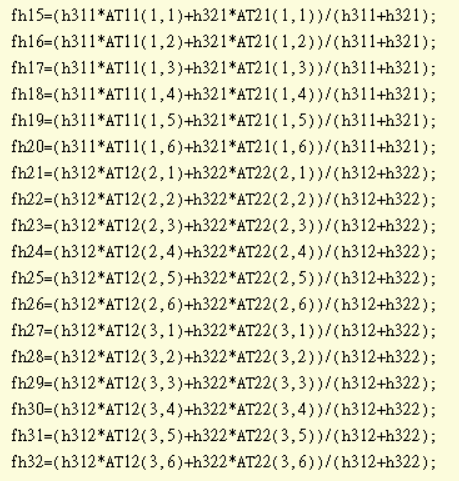 fh15=(h311*AT11(1,1)+h321*AT21(1,1))/(h311+h321);
fh16=(h311*AT11(1,2)+h321*AT21(1,2))/(h311+h321);
fh17=(h311*AT11(1,3)+h321*AT21(1,3))/(h311+h321);
fh18=(h311*AT11(1,4)+h321*AT21(1,4))/(h311+h321);
fh19=(h311*AT11(1,5)+h321*AT21(1,5))/(h311+h321);
fh20=(h311*AT11(1,6)+h321*AT21(1,6))/(h311+h321);
fh21=(h312*AT12(2,1)+h322*AT22(2,1))/(h312+h322);
fh22=(h312*AT12(2,2)+h322*AT22(2,2))/(h312+h322);
fh23=(h312*AT12(2,3)+h322*AT22(2,3))/(h312+h322);
fh24=(h312*AT12(2,4)+h322*AT22(2,4))/(h312+h322);
fh25=(h312*AT12(2,5)+h322*AT22(2,5))/(h312+h322);
fh26=(h312*AT12(2,6)+h322*AT22(2,6))/(h312+h322);
fh27=(h312*AT12(3,1)+h322*AT22(3,1))/(h312+h322);
fh28=(h312*AT12(3,2)+h322*AT22(3,2))/(h312+h322);
fh29=(h312*AT12(3,3)+h322*AT22(3,3))/(h312+h322);
fh30=(h312*AT12(3,4)+h322*AT22(3,4))/(h312+h322);
fh31=(h312*AT12(3,5)+h322*AT22(3,5))/(h312+h322);
fh32=(h312*AT12(3,6)+h322*AT22(3,6))/(h312+h322);